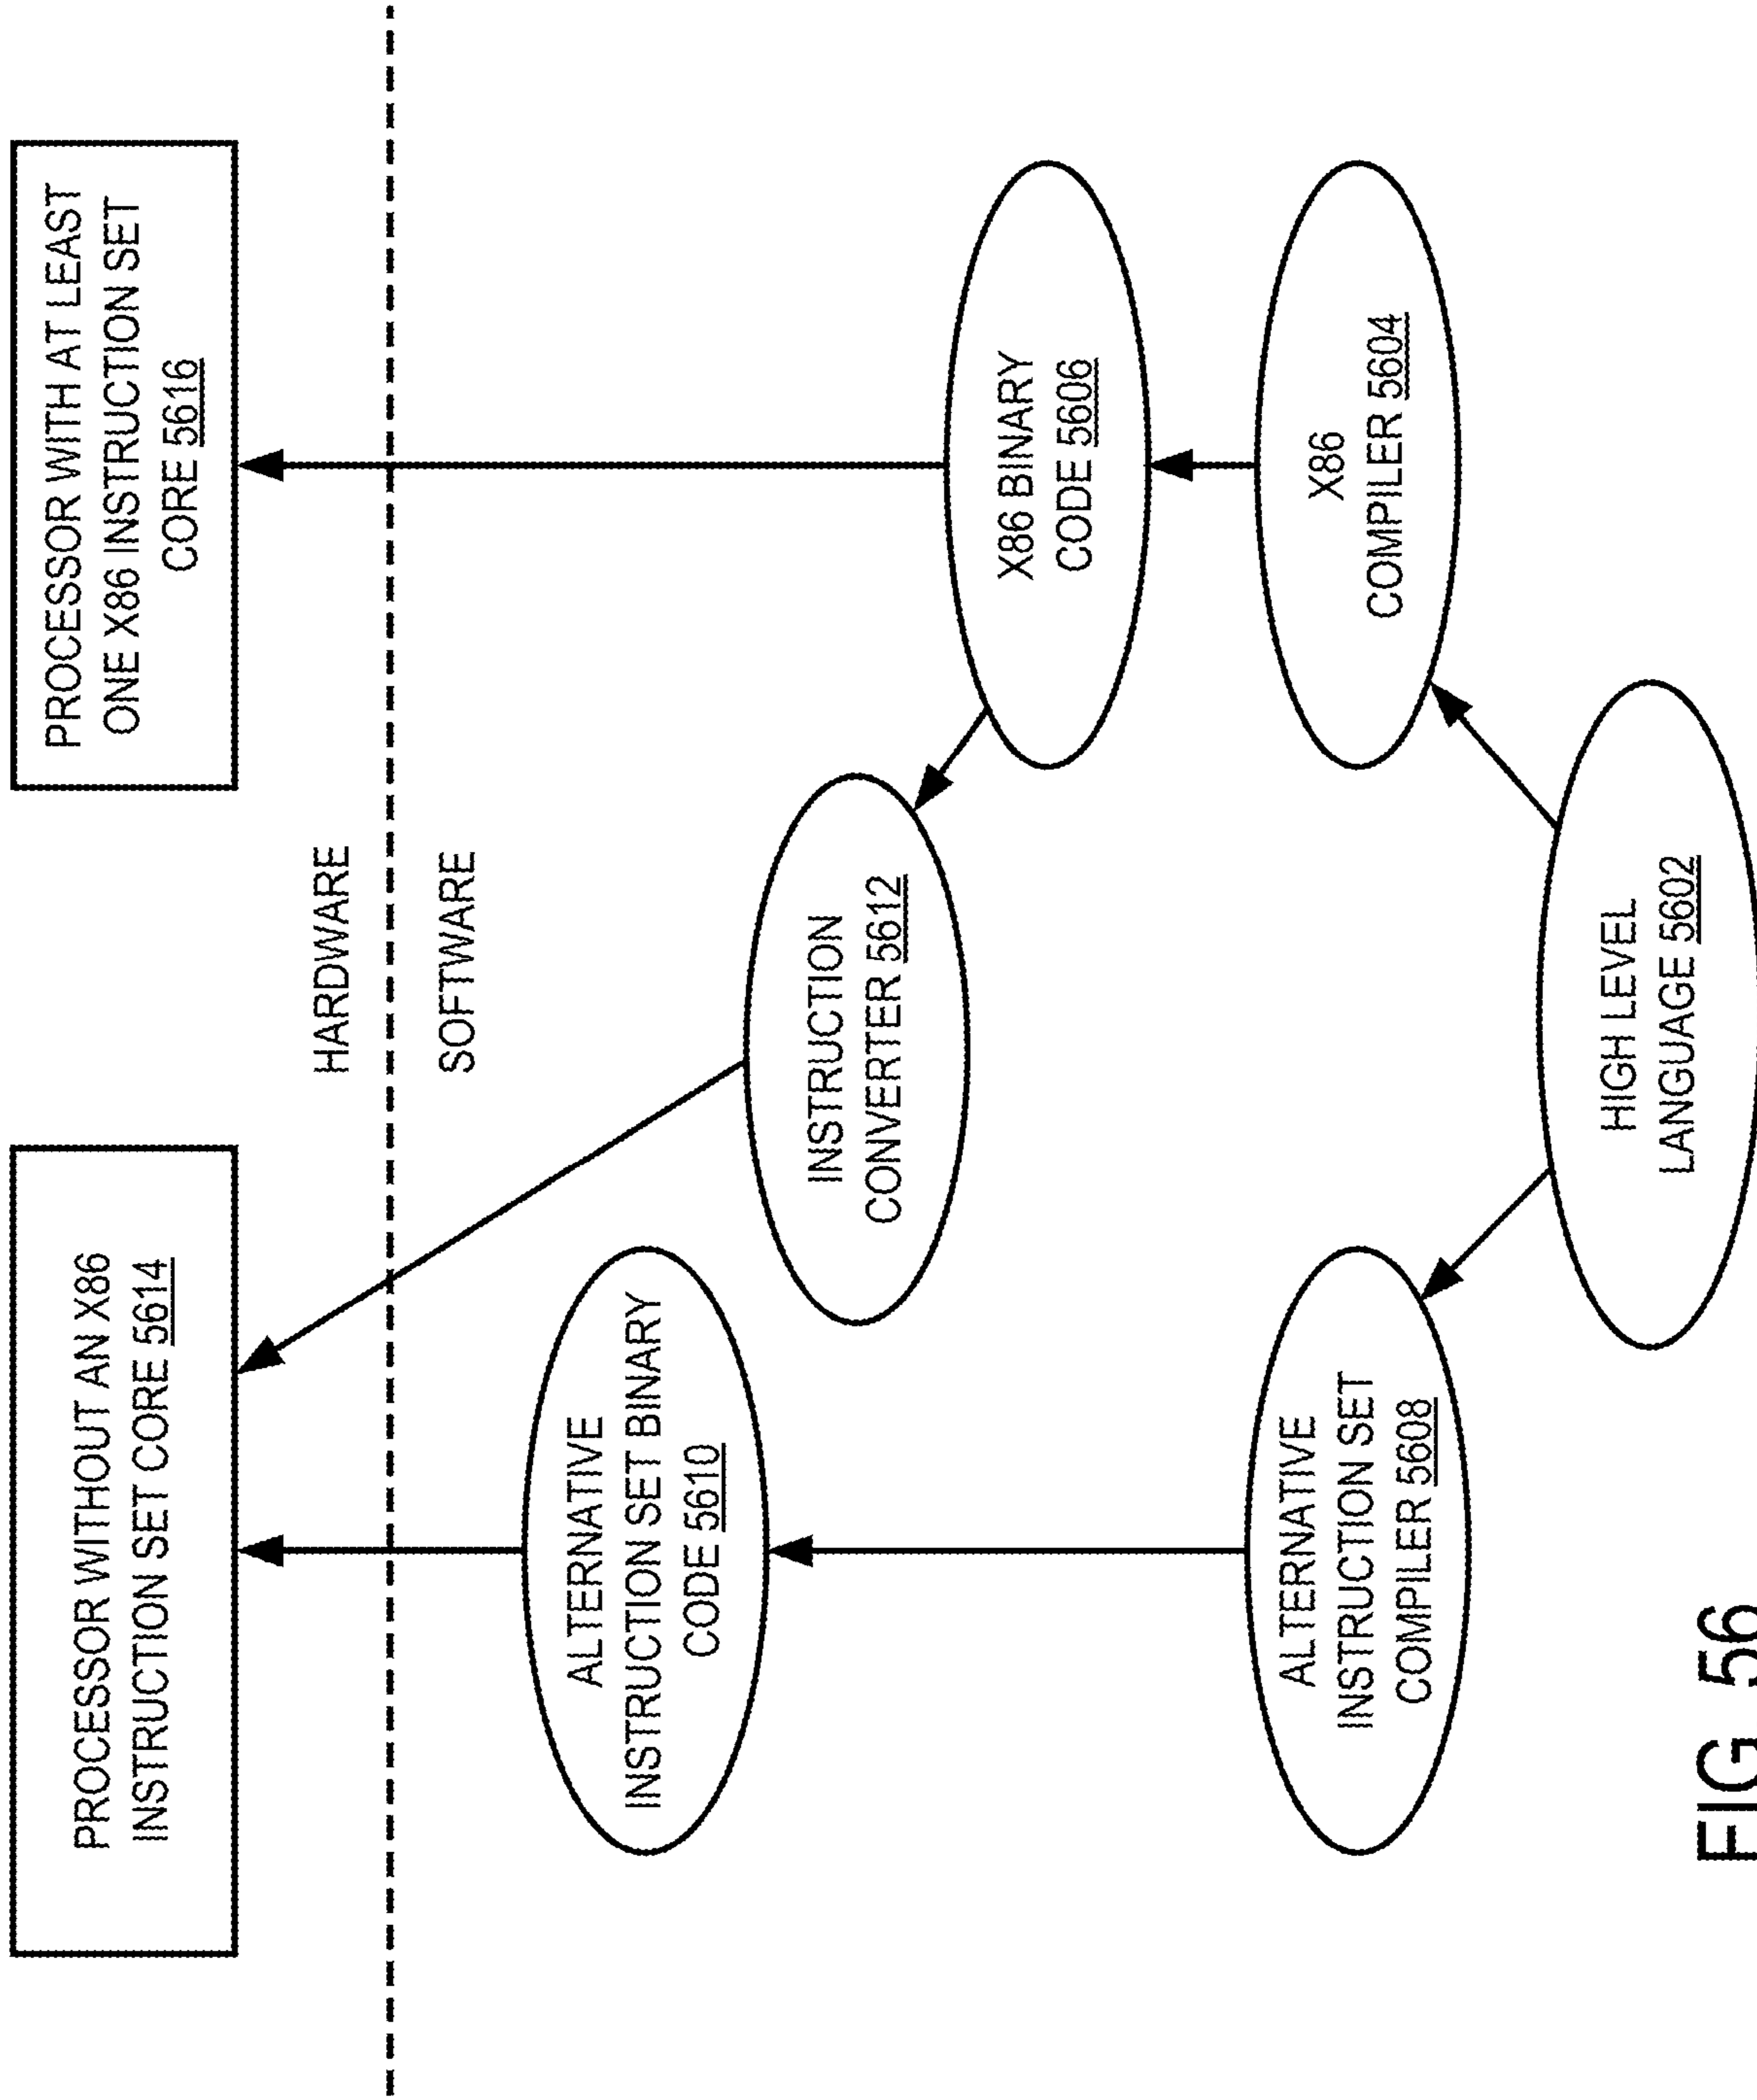 PROCESSOR WITHOUT AN X86
INSTRUCTION SET CORE 5614
PROCESSOR WITH AT LEAST
ONE X86 INSTRUCTION SET
CORE 5616
HARDWARE
SOFTWARE
ALTERNATIVE
INSTRUCTION SET BINARY
CODE 5610
INSTRUCTION
CONVERTER 5612
X86 BINARY
CODE 5606
ALTERNATIVE
INSTRUCTION SET
COMPILER 5608
X86
COMPILER 5604
HIGH LEVEL
LANGUAGE 5602
FIG. 56